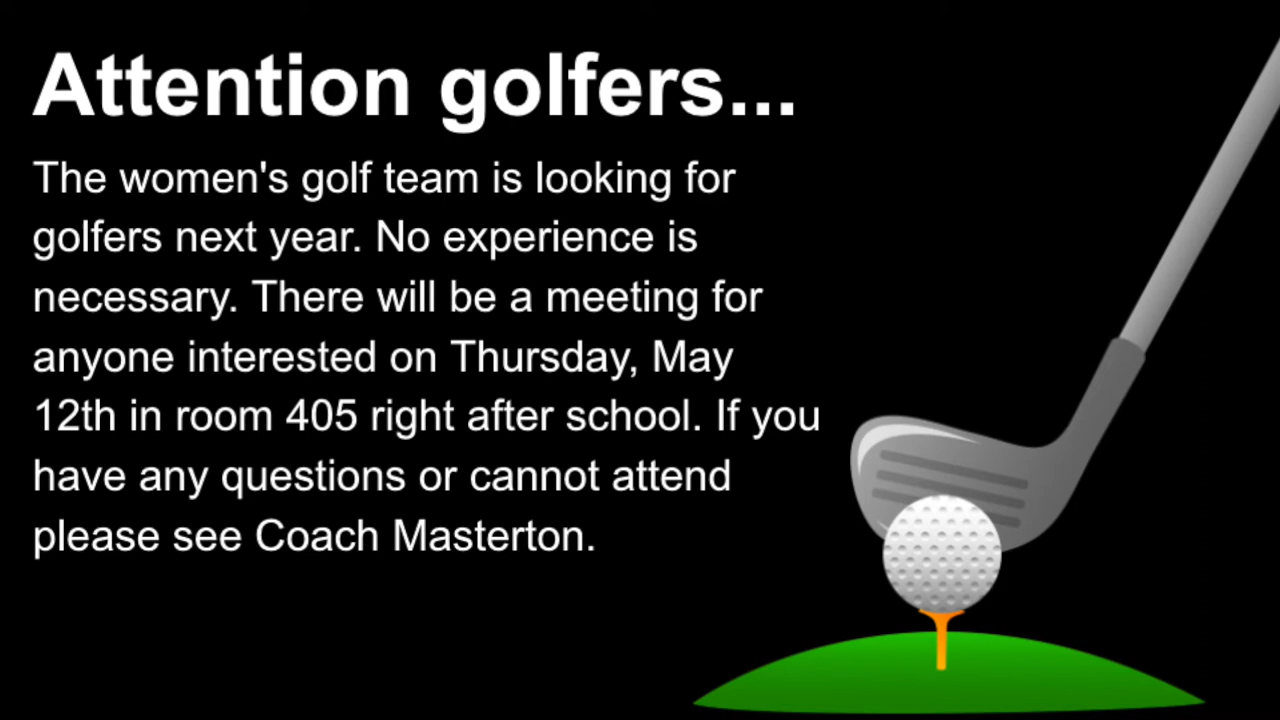 Attention golfers...
The women's golf team is looking for
golfers next year. No experience is
necessary. There will be a meeting for
anyone interested on Thursday, May
12th in room 405 right after school. If you
have any questions or cannot attend
please see Coach Masterton.